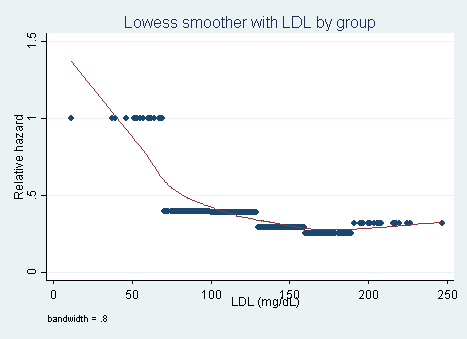 Lowess smoother with LDL by group
Relative hazard
1.5
1
.5
0
0 50 100 150 200 250
LDL (mg/dL)
bandwidth = .8